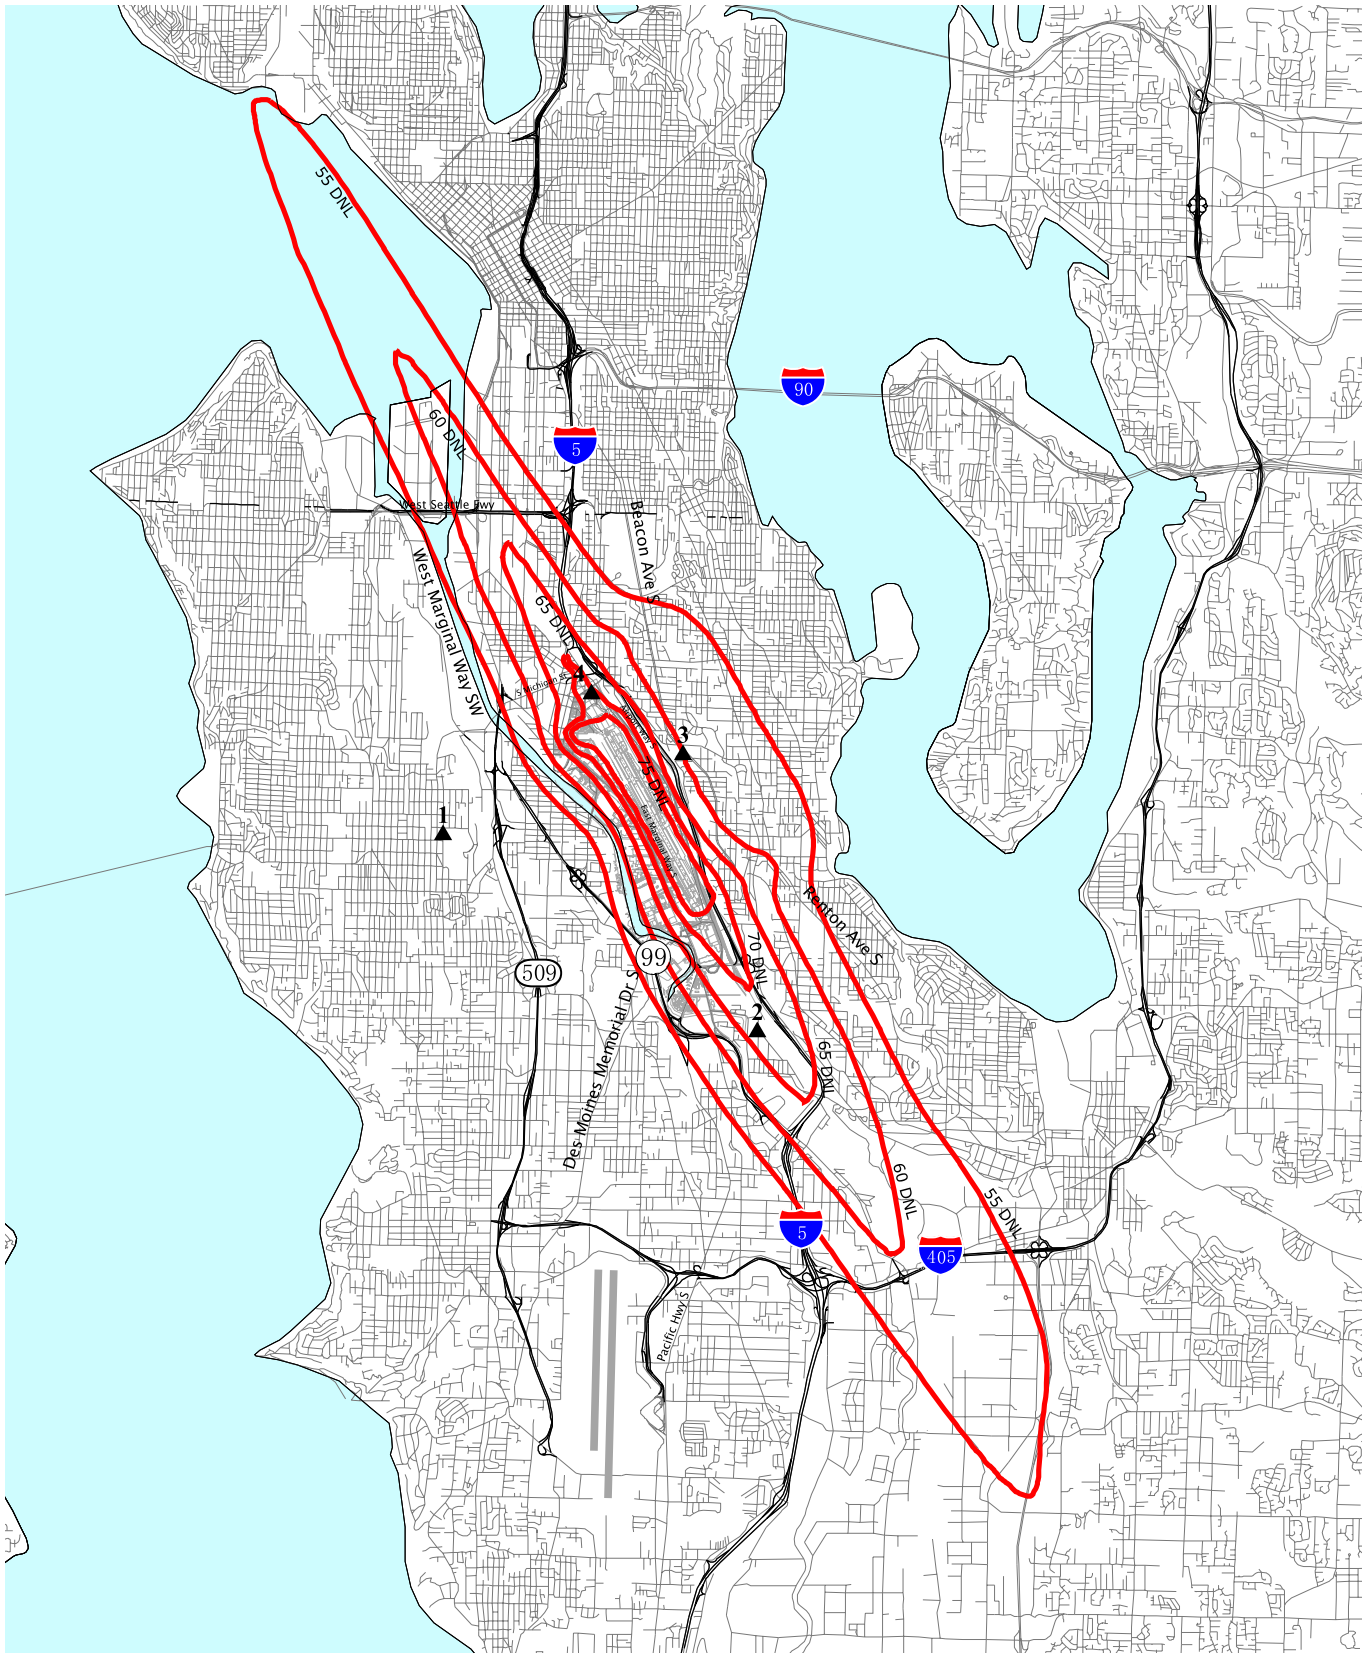 55 DNL
90
60 DNL
5
West Seattle Fwy
Beacon Ave S
West Marginal Way SW
65 DNL
4
S Michigan St
Airport Way S
3
75 DNL
1
East Marginal Way S
Renton Ave S
70 DNL
99
509
2
Des Moines Memorial Dr S
65 DNL
60 DNL
55 DNL
5
405
Pacific Hwy S